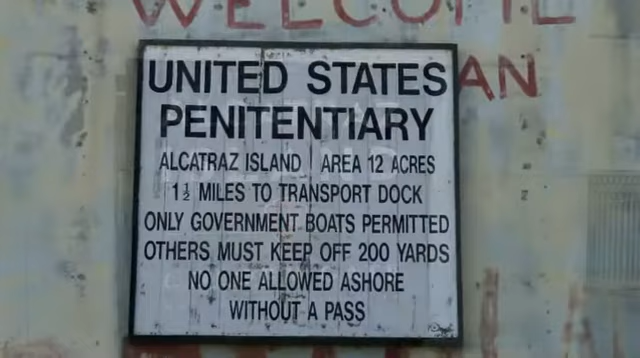 WELCOME
UNITED STATES
AN
PENITENTIARY
ALCATRAZ ISLAND AREA 12 ACRES
1½ MILES TO TRANSPORT DOCK
ONLY GOVERNMENT BOATS PERMITTED
OTHERS MUST KEEP OFF 200 YARDS
NO ONE ALLOWED ASHORE
WITHOUT A PASS